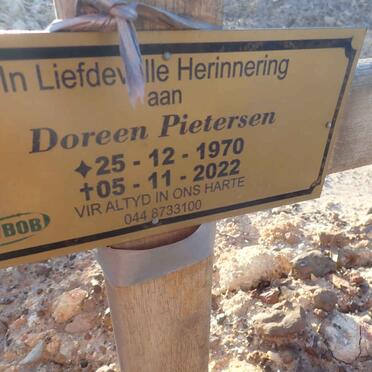 In Liefdevolle Herinnering
aan
Doreen Pietersen
✦25 - 12 - 1970
✝05 - 11 - 2022
VIR ALTYD IN ONS HARTE
044 8733100
BOB